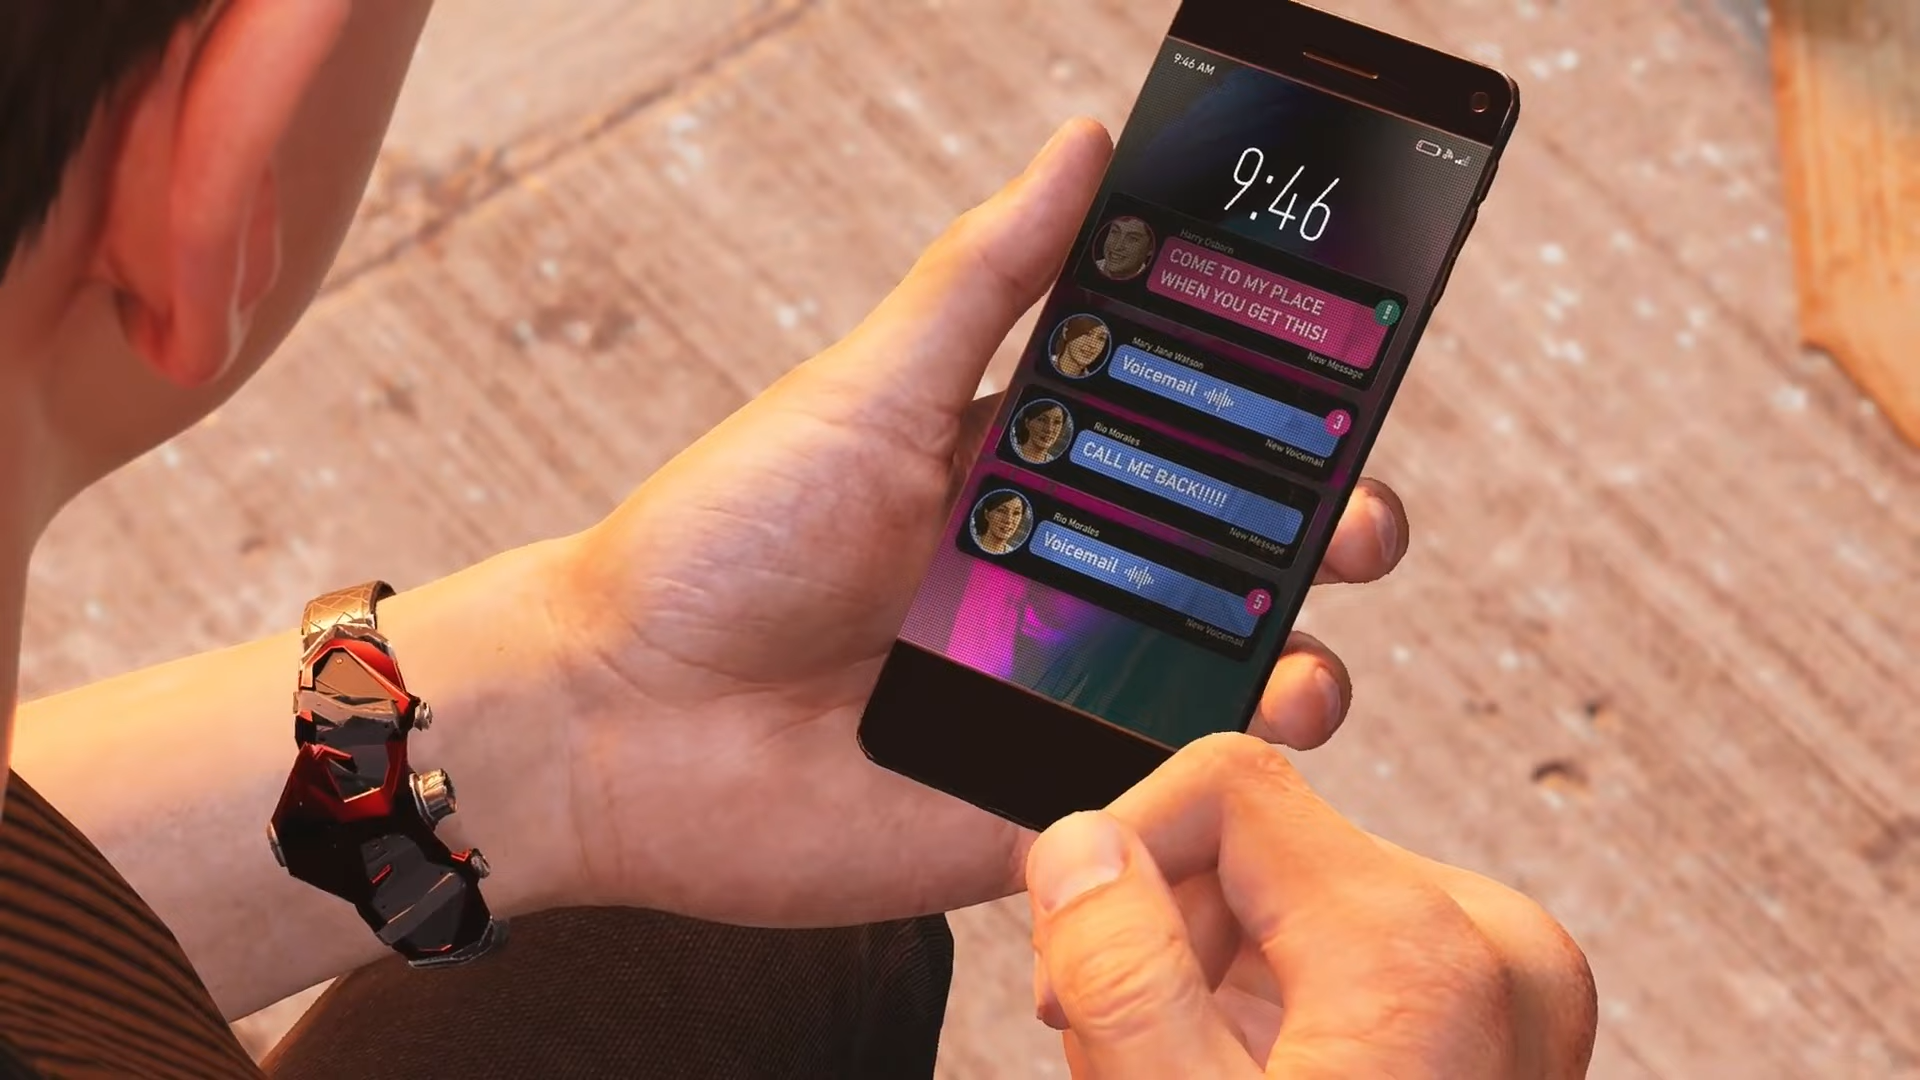 9:46 AM
9:46
Harry Osborn
COME TO MY PLACE
WHEN YOU GET THIS!
!
New Message
Mary Jane Watson
Voicemail
3
New Voicemail
Rio Morales
CALL ME BACK!!!!!
New Message
Rio Morales
Voicemail
5
New Voicemail